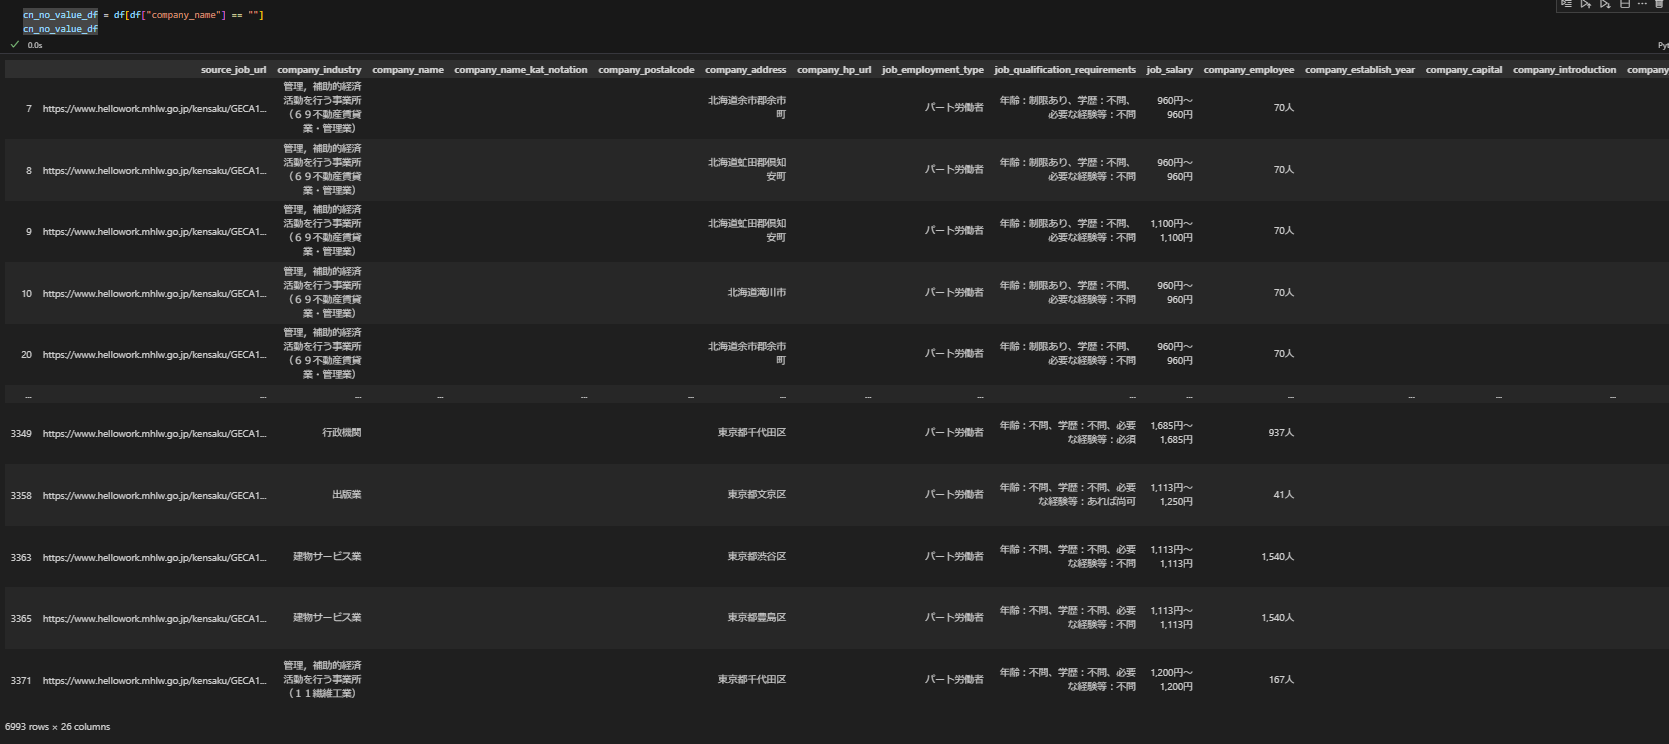 cn_no_value_df = df[df["company_name"] == ""]
cn_no_value_df
0.0s
source_job_url company_industry company_name company_name_kat_notation company_postalcode company_address company_hp_url job_employment_type job_qualification_requirements job_salary company_employee company_establish_year company_capital company_introduction company
管理，補助的経済
7 https://www.hellowork.mhlw.go.jp/kensaku/GECA1... 活動を行う事業所 北海道余市郡余市 パート労働者 年齢：制限あり、学歴：不問、 960円～ 70人
（６９不動産賃貸 町 必要な経験等：不問 960円
業・管理業）
管理，補助的経済
8 https://www.hellowork.mhlw.go.jp/kensaku/GECA1... 活動を行う事業所 北海道虻田郡倶知 パート労働者 年齢：制限あり、学歴：不問、 960円～ 70人
（６９不動産賃貸 安町 必要な経験等：不問 960円
業・管理業）
管理，補助的経済
9 https://www.hellowork.mhlw.go.jp/kensaku/GECA1... 活動を行う事業所 北海道虻田郡倶知 パート労働者 年齢：制限あり、学歴：不問、 1,100円～ 70人
（６９不動産賃貸 安町 必要な経験等：不問 1,100円
業・管理業）
管理，補助的経済
10 https://www.hellowork.mhlw.go.jp/kensaku/GECA1... 活動を行う事業所 北海道滝川市 パート労働者 年齢：制限あり、学歴：不問、 960円～ 70人
（６９不動産賃貸 必要な経験等：不問 960円
業・管理業）
管理，補助的経済
20 https://www.hellowork.mhlw.go.jp/kensaku/GECA1... 活動を行う事業所 北海道余市郡余市 パート労働者 年齢：制限あり、学歴：不問、 960円～ 70人
（６９不動産賃貸 町 必要な経験等：不問 960円
業・管理業）
... ... ... ... ... ... ... ... ... ... ... ... ... ... ...
3349 https://www.hellowork.mhlw.go.jp/kensaku/GECA1... 行政機関 東京都千代田区 パート労働者 年齢：不問、学歴：不問、必要 1,685円～ 937人
な経験等：必須 1,685円
3358 https://www.hellowork.mhlw.go.jp/kensaku/GECA1... 出版業 東京都文京区 パート労働者 年齢：不問、学歴：不問、必要 1,113円～ 41人
な経験等：あれば尚可 1,250円
3363 https://www.hellowork.mhlw.go.jp/kensaku/GECA1... 建物サービス業 東京都渋谷区 パート労働者 年齢：不問、学歴：不問、必要 1,113円～ 1,540人
な経験等：不問 1,113円
3365 https://www.hellowork.mhlw.go.jp/kensaku/GECA1... 建物サービス業 東京都豊島区 パート労働者 年齢：不問、学歴：不問、必要 1,113円～ 1,540人
な経験等：不問 1,113円
管理，補助的経済
3371 https://www.hellowork.mhlw.go.jp/kensaku/GECA1... 活動を行う事業所 東京都千代田区 パート労働者 年齢：不問、学歴：不問、必要 1,200円～ 167人
（１１繊維工業） な経験等：不問 1,200円
6993 rows × 26 columns